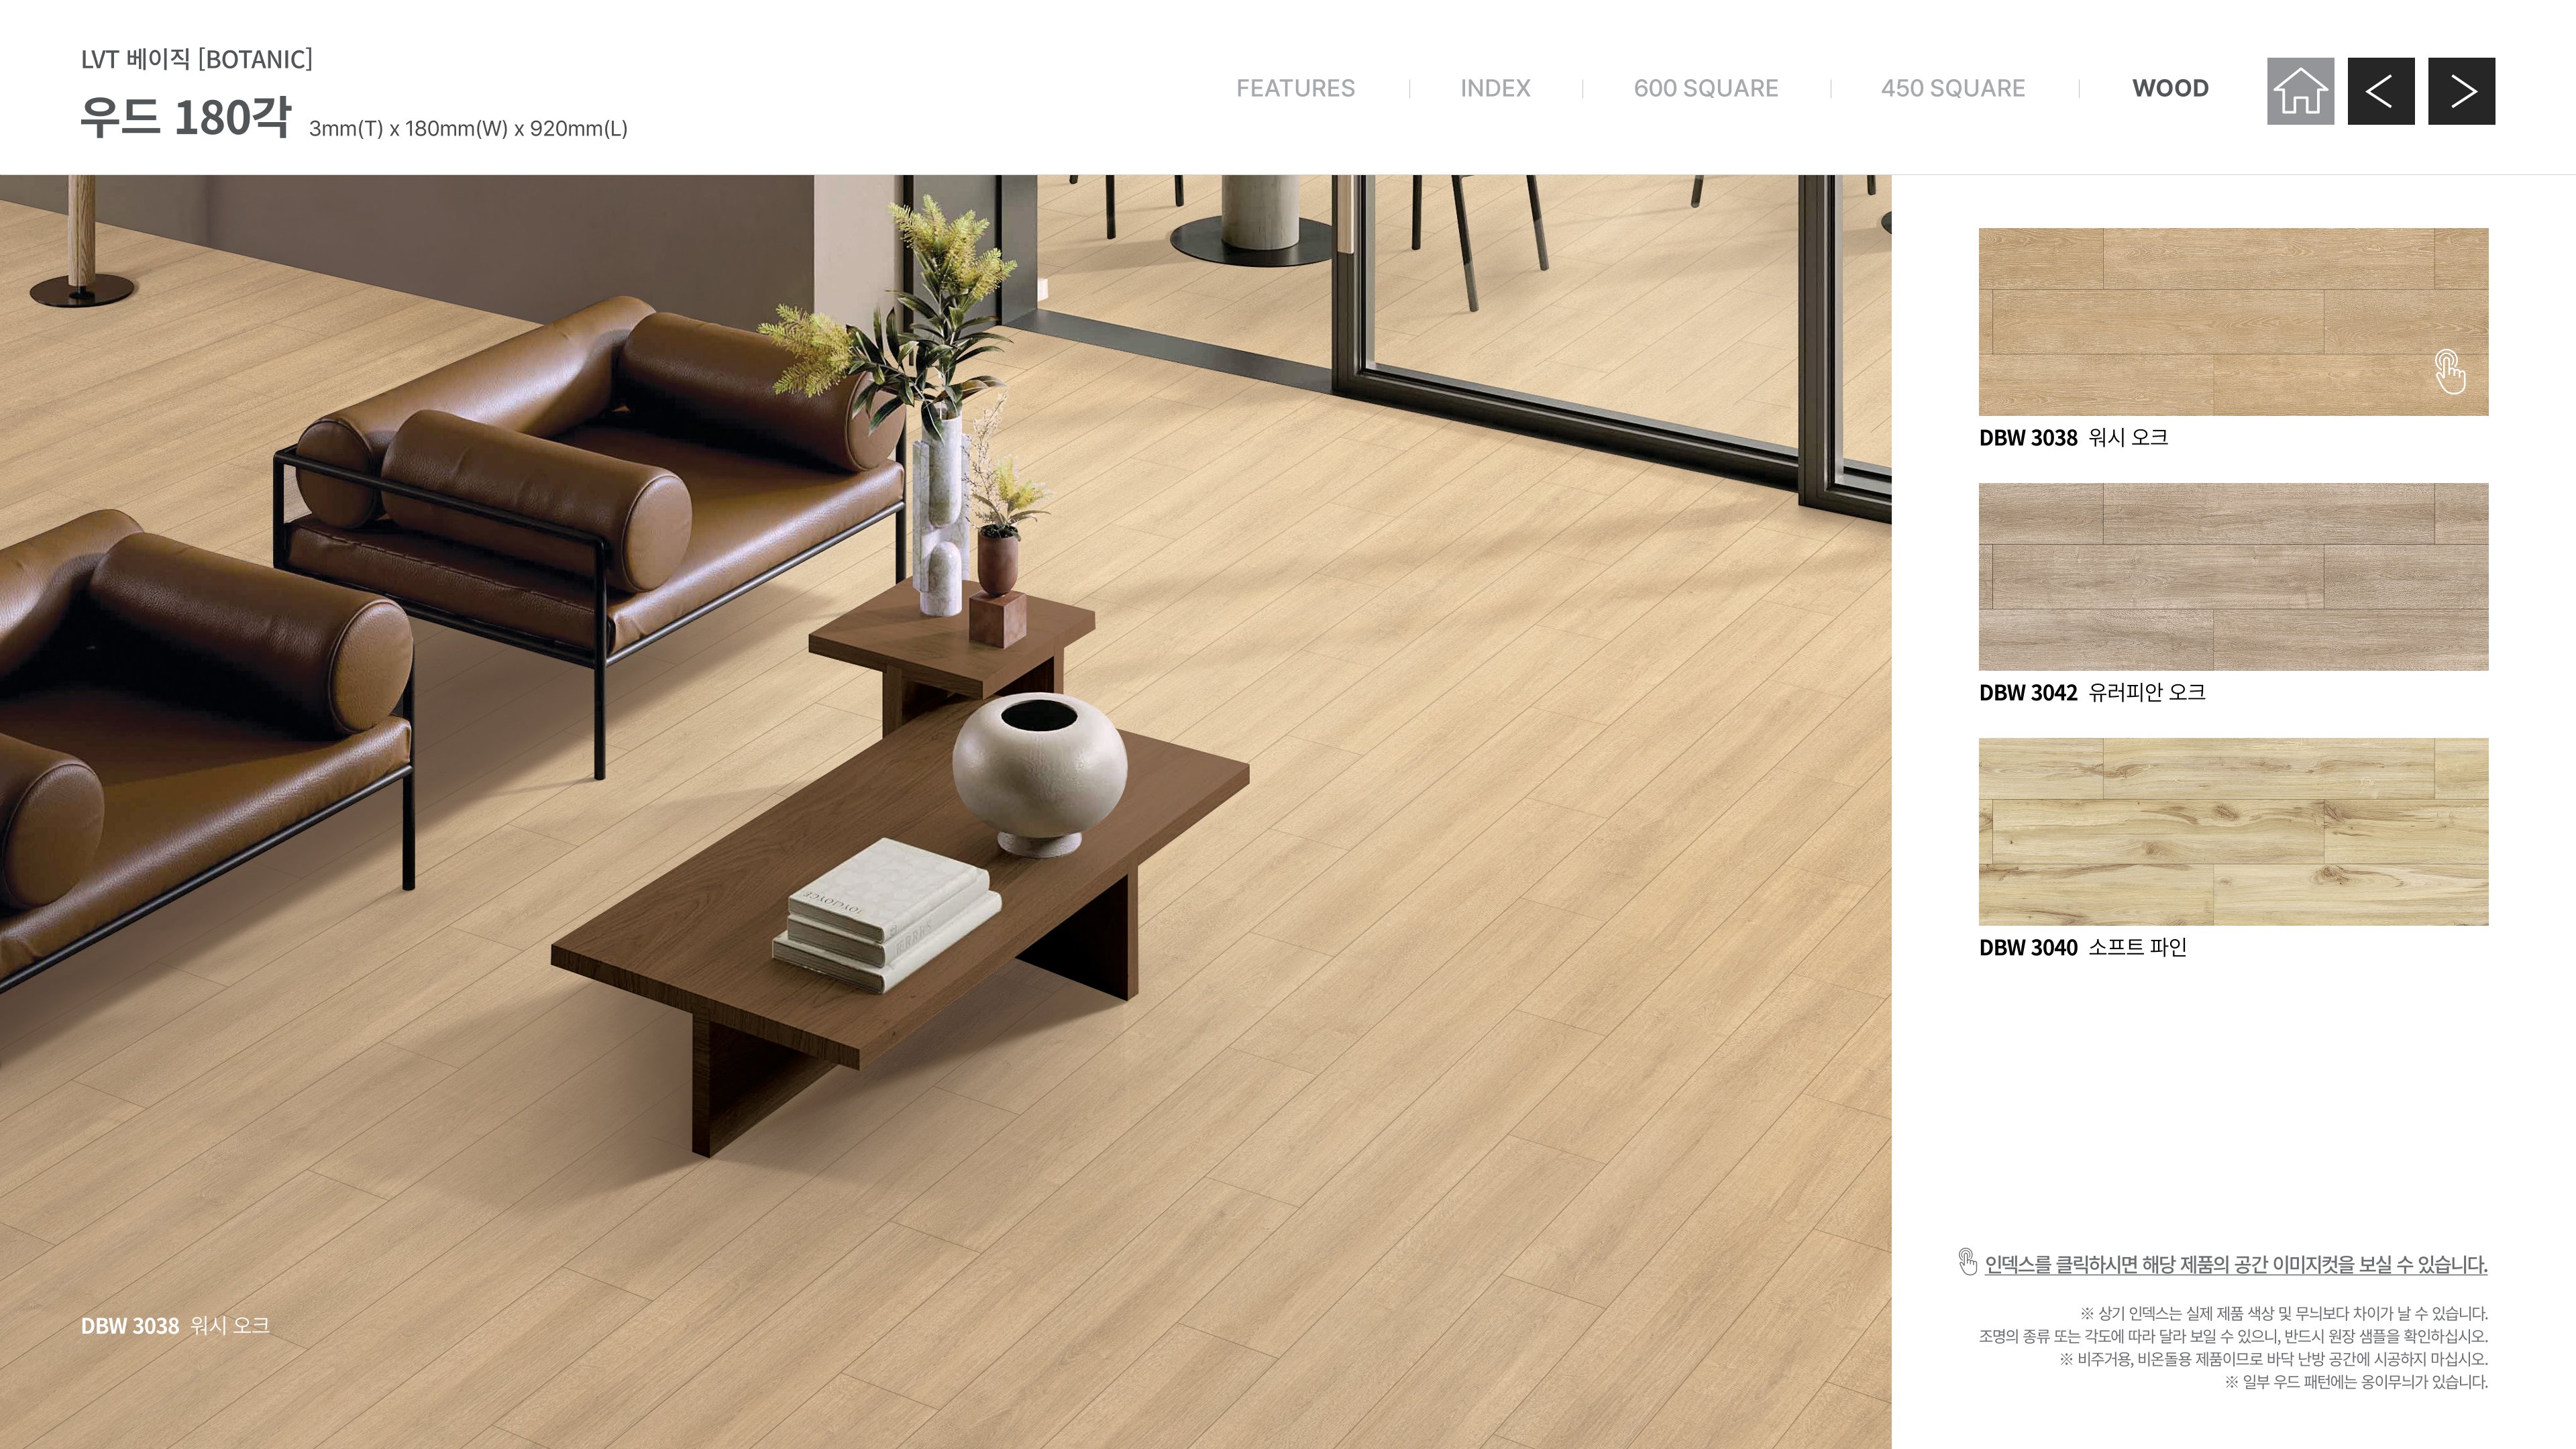 LVT 베이직 [BOTANIC]
우드 180각 3mm(T) x 180mm(W) x 920mm(L)
FEATURES
INDEX
600 SQUARE
450 SQUARE
WOOD
DBW 3038 워시 오크
DBW 3042 유러피안 오크
DBW 3040 소프트 파인
DBW 3038 워시 오크
인덱스를 클릭하시면 해당 제품의 공간 이미지컷을 보실 수 있습니다.
※ 상기 인덱스는 실제 제품 색상 및 무늬보다 차이가 날 수 있습니다.
조명의 종류 또는 각도에 따라 달라 보일 수 있으니, 반드시 원장 샘플을 확인하십시오.
※ 비주거용, 비온돌용 제품이므로 바닥 난방 공간에 시공하지 마십시오.
※ 일부 우드 패턴에는 옹이무늬가 있습니다.